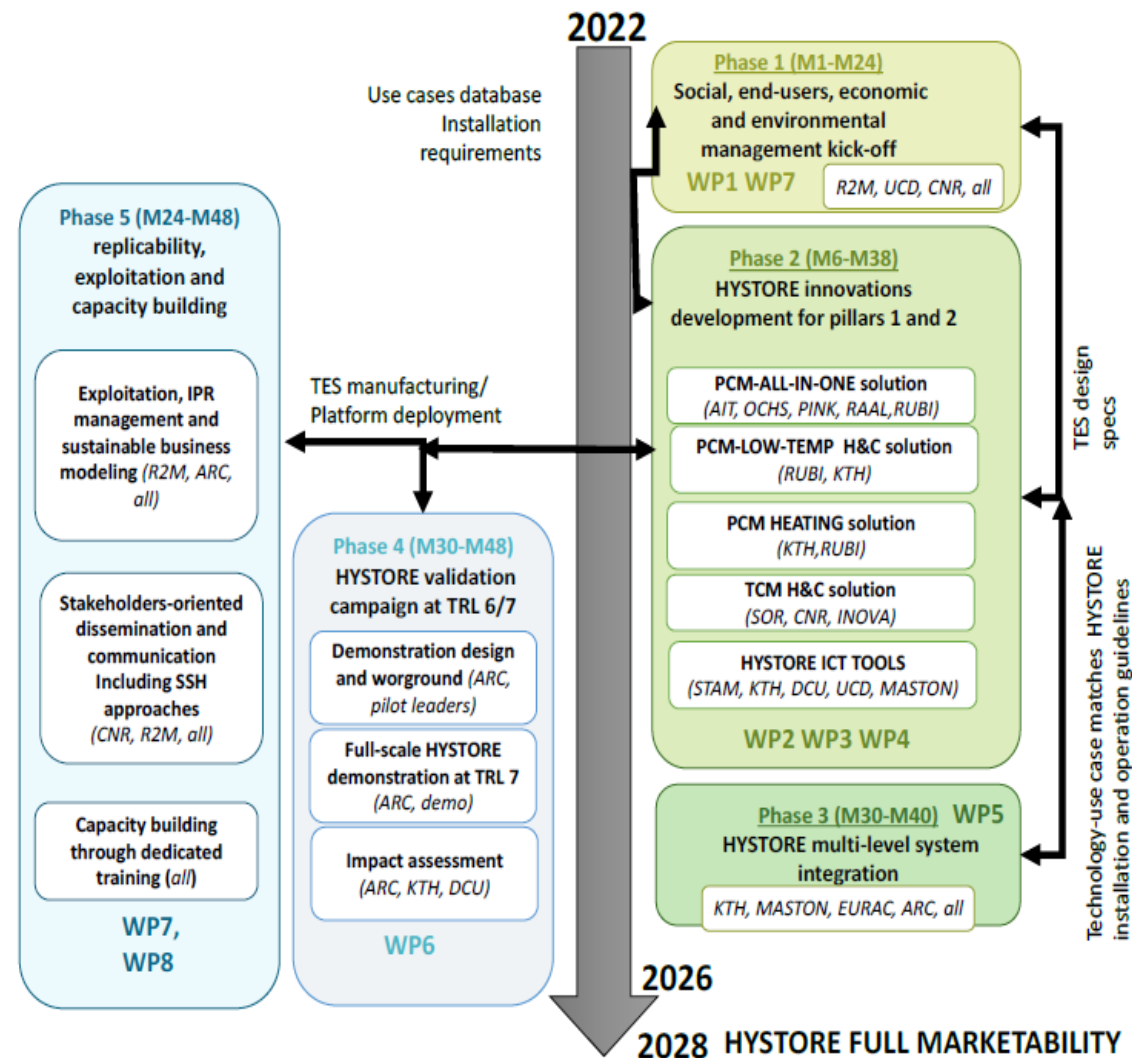 2022
Use cases database
Installation
requirements
Phase 1 (M1-M24)
Social, end-users, economic
and environmental
management kick-off
WP1 WP7
R2M, UCD, CNR, all
Phase 2 (M6-M38)
HYSTORE innovations
development for pillars 1 and 2
PCM-ALL-IN-ONE solution
(AIT, OCHS, PINK, RAAL,RUBI)
PCM-LOW-TEMP H&C solution
(RUBI, KTH)
PCM HEATING solution
(KTH,RUBI)
TCM H&C solution
(SOR, CNR, INOVA)
HYSTORE ICT TOOLS
(STAM, KTH, DCU, UCD, MASTON)
WP2 WP3 WP4
Phase 3 (M30-M40) WP5
HYSTORE multi-level system
integration
KTH, MASTON, EURAC, ARC, all
TES design
specs
Technology-use case matches HYSTORE
installation and operation guidelines
TES manufacturing/
Platform deployment
Phase 4 (M30-M48)
HYSTORE validation
campaign at TRL 6/7
Demonstration design
and worground (ARC,
pilot leaders)
Full-scale HYSTORE
demonstration at TRL 7
(ARC, demo)
Impact assessment
(ARC, KTH, DCU)
WP6
Phase 5 (M24-M48)
replicability,
exploitation and
capacity building
Exploitation, IPR
management and
sustainable business
modeling (R2M, ARC,
all)
Stakeholders-oriented
dissemination and
communication
Including SSH
approaches
(CNR, R2M, all)
Capacity building
through dedicated
training (all)
WP7,
WP8
2026
2028 HYSTORE FULL MARKETABILITY